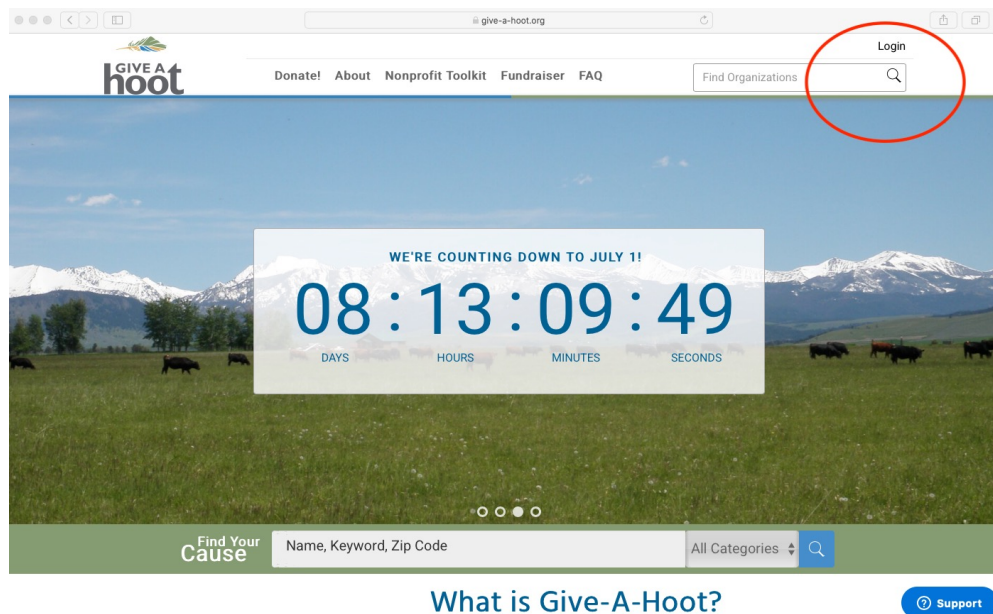 give-a-hoot.org
Login
GIVE A
hoot
Donate! About Nonprofit Toolkit Fundraiser FAQ
Find Organizations
WE'RE COUNTING DOWN TO JULY 1!
08 : 13 : 09 : 49
DAYS HOURS MINUTES SECONDS
Find Your
Cause
Name, Keyword, Zip Code
All Categories
What is Give-A-Hoot?
Support